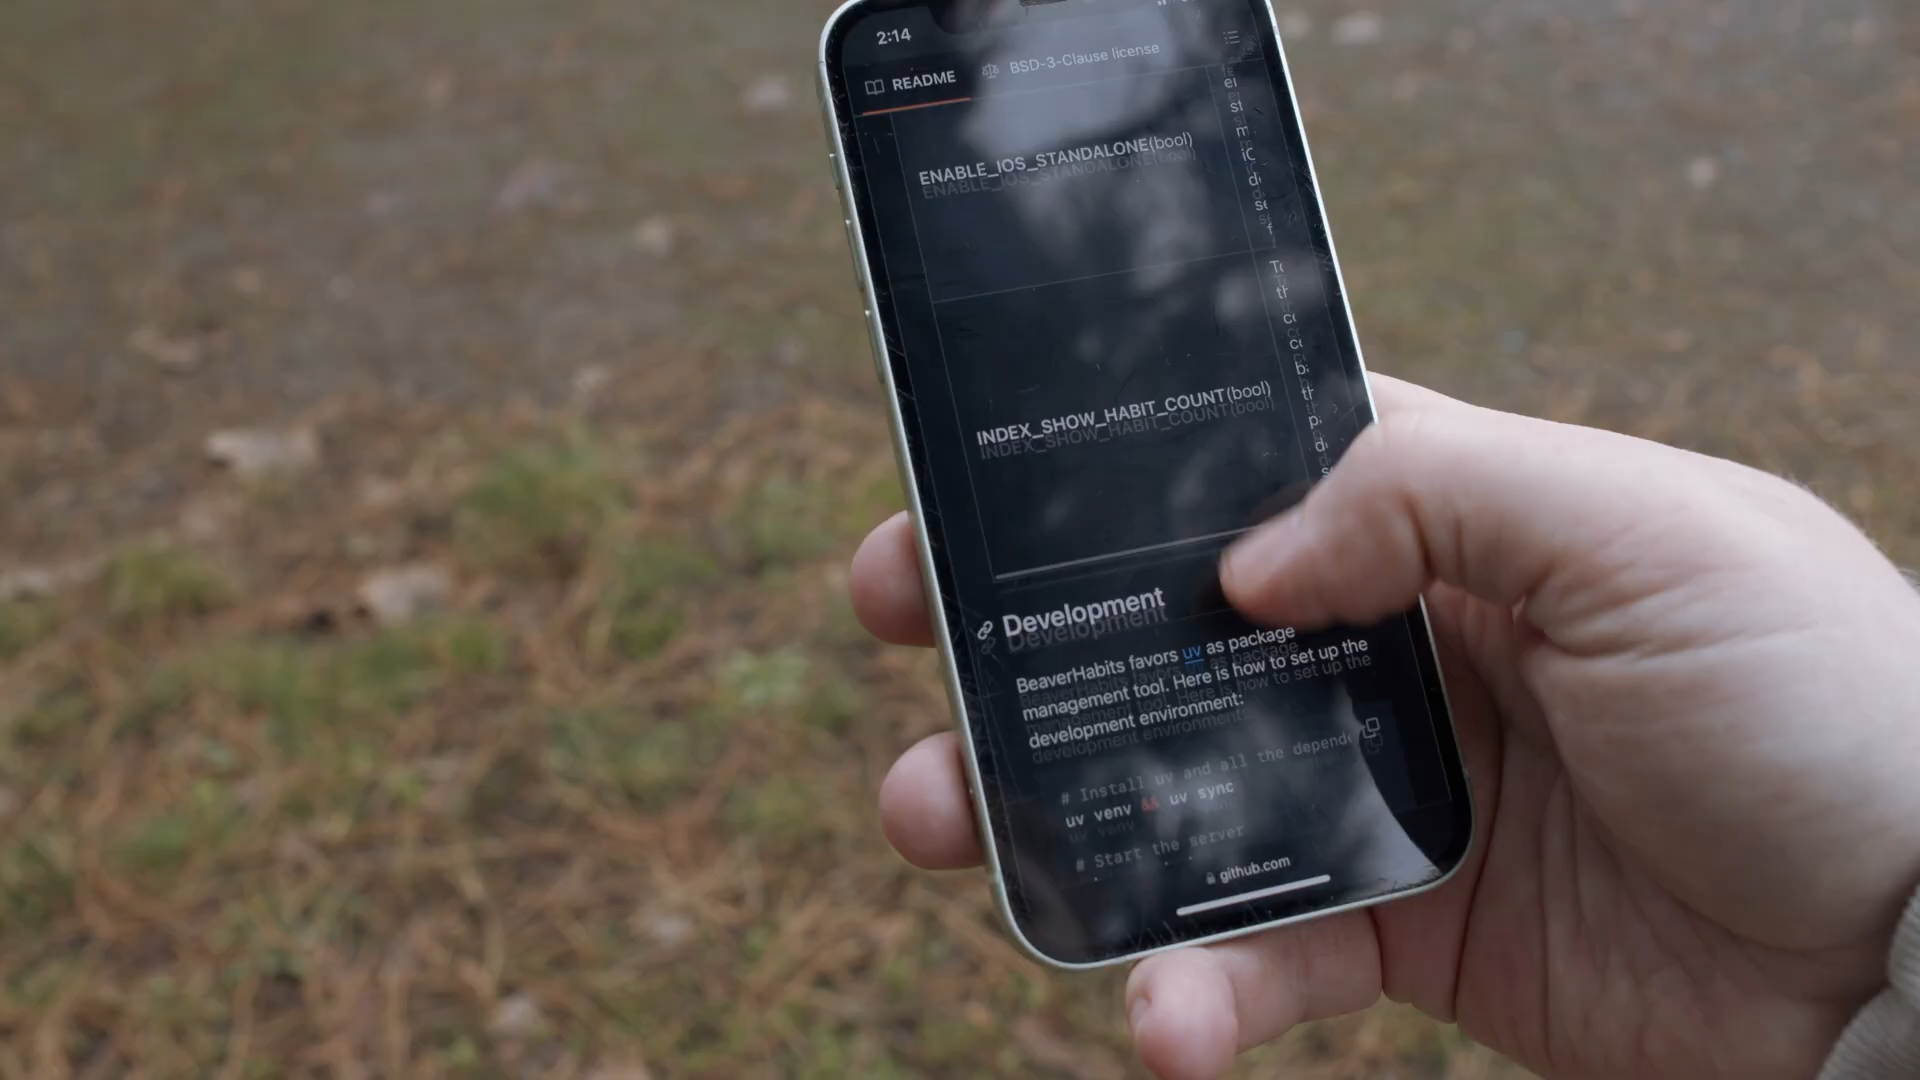 2:14
README
BSD-3-Clause license
ENABLE_IOS_STANDALONE(bool)
INDEX_SHOW_HABIT_COUNT(bool)
Development
BeaverHabits favors uv as package
management tool. Here is how to set up the
development environment:
# Install uv and all the depend
uv venv && uv sync
# Start the server
github.com